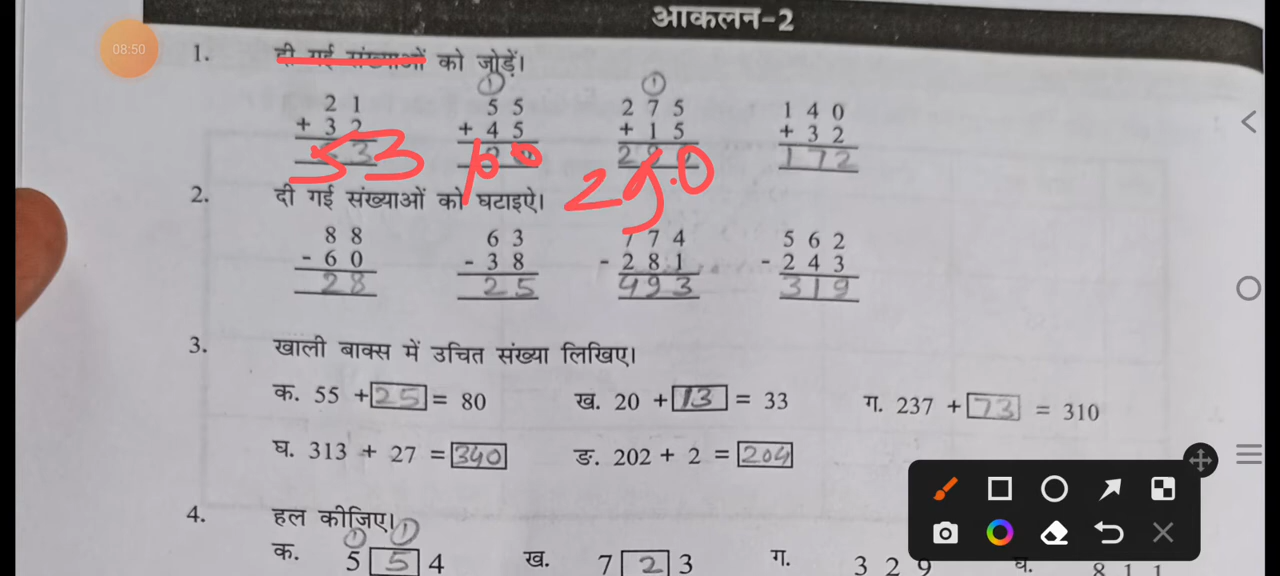 आकलन-2
08:50
1. दी गई संख्याओं को जोड़ें।
1 1
2 1 5 5 2 7 5 1 4 0
+ 3 2 + 4 5 + 1 5 + 3 2
53 100 290 172
2. दी गई संख्याओं को घटाइऐ।
8 8 6 3 7 7 4 5 6 2
- 6 0 - 3 8 - 2 8 1 - 2 4 3
28 25 493 319
3. खाली बाक्स में उचित संख्या लिखिए।
क. 55 + 25 = 80 ख. 20 + 13 = 33 ग. 237 + 73 = 310
घ. 313 + 27 = 340 ङ. 202 + 2 = 204
4. हल कीजिए।
1 1
क. 5 5 4 ख. 7 2 3 ग. 3 2 9 घ. 8 1 1